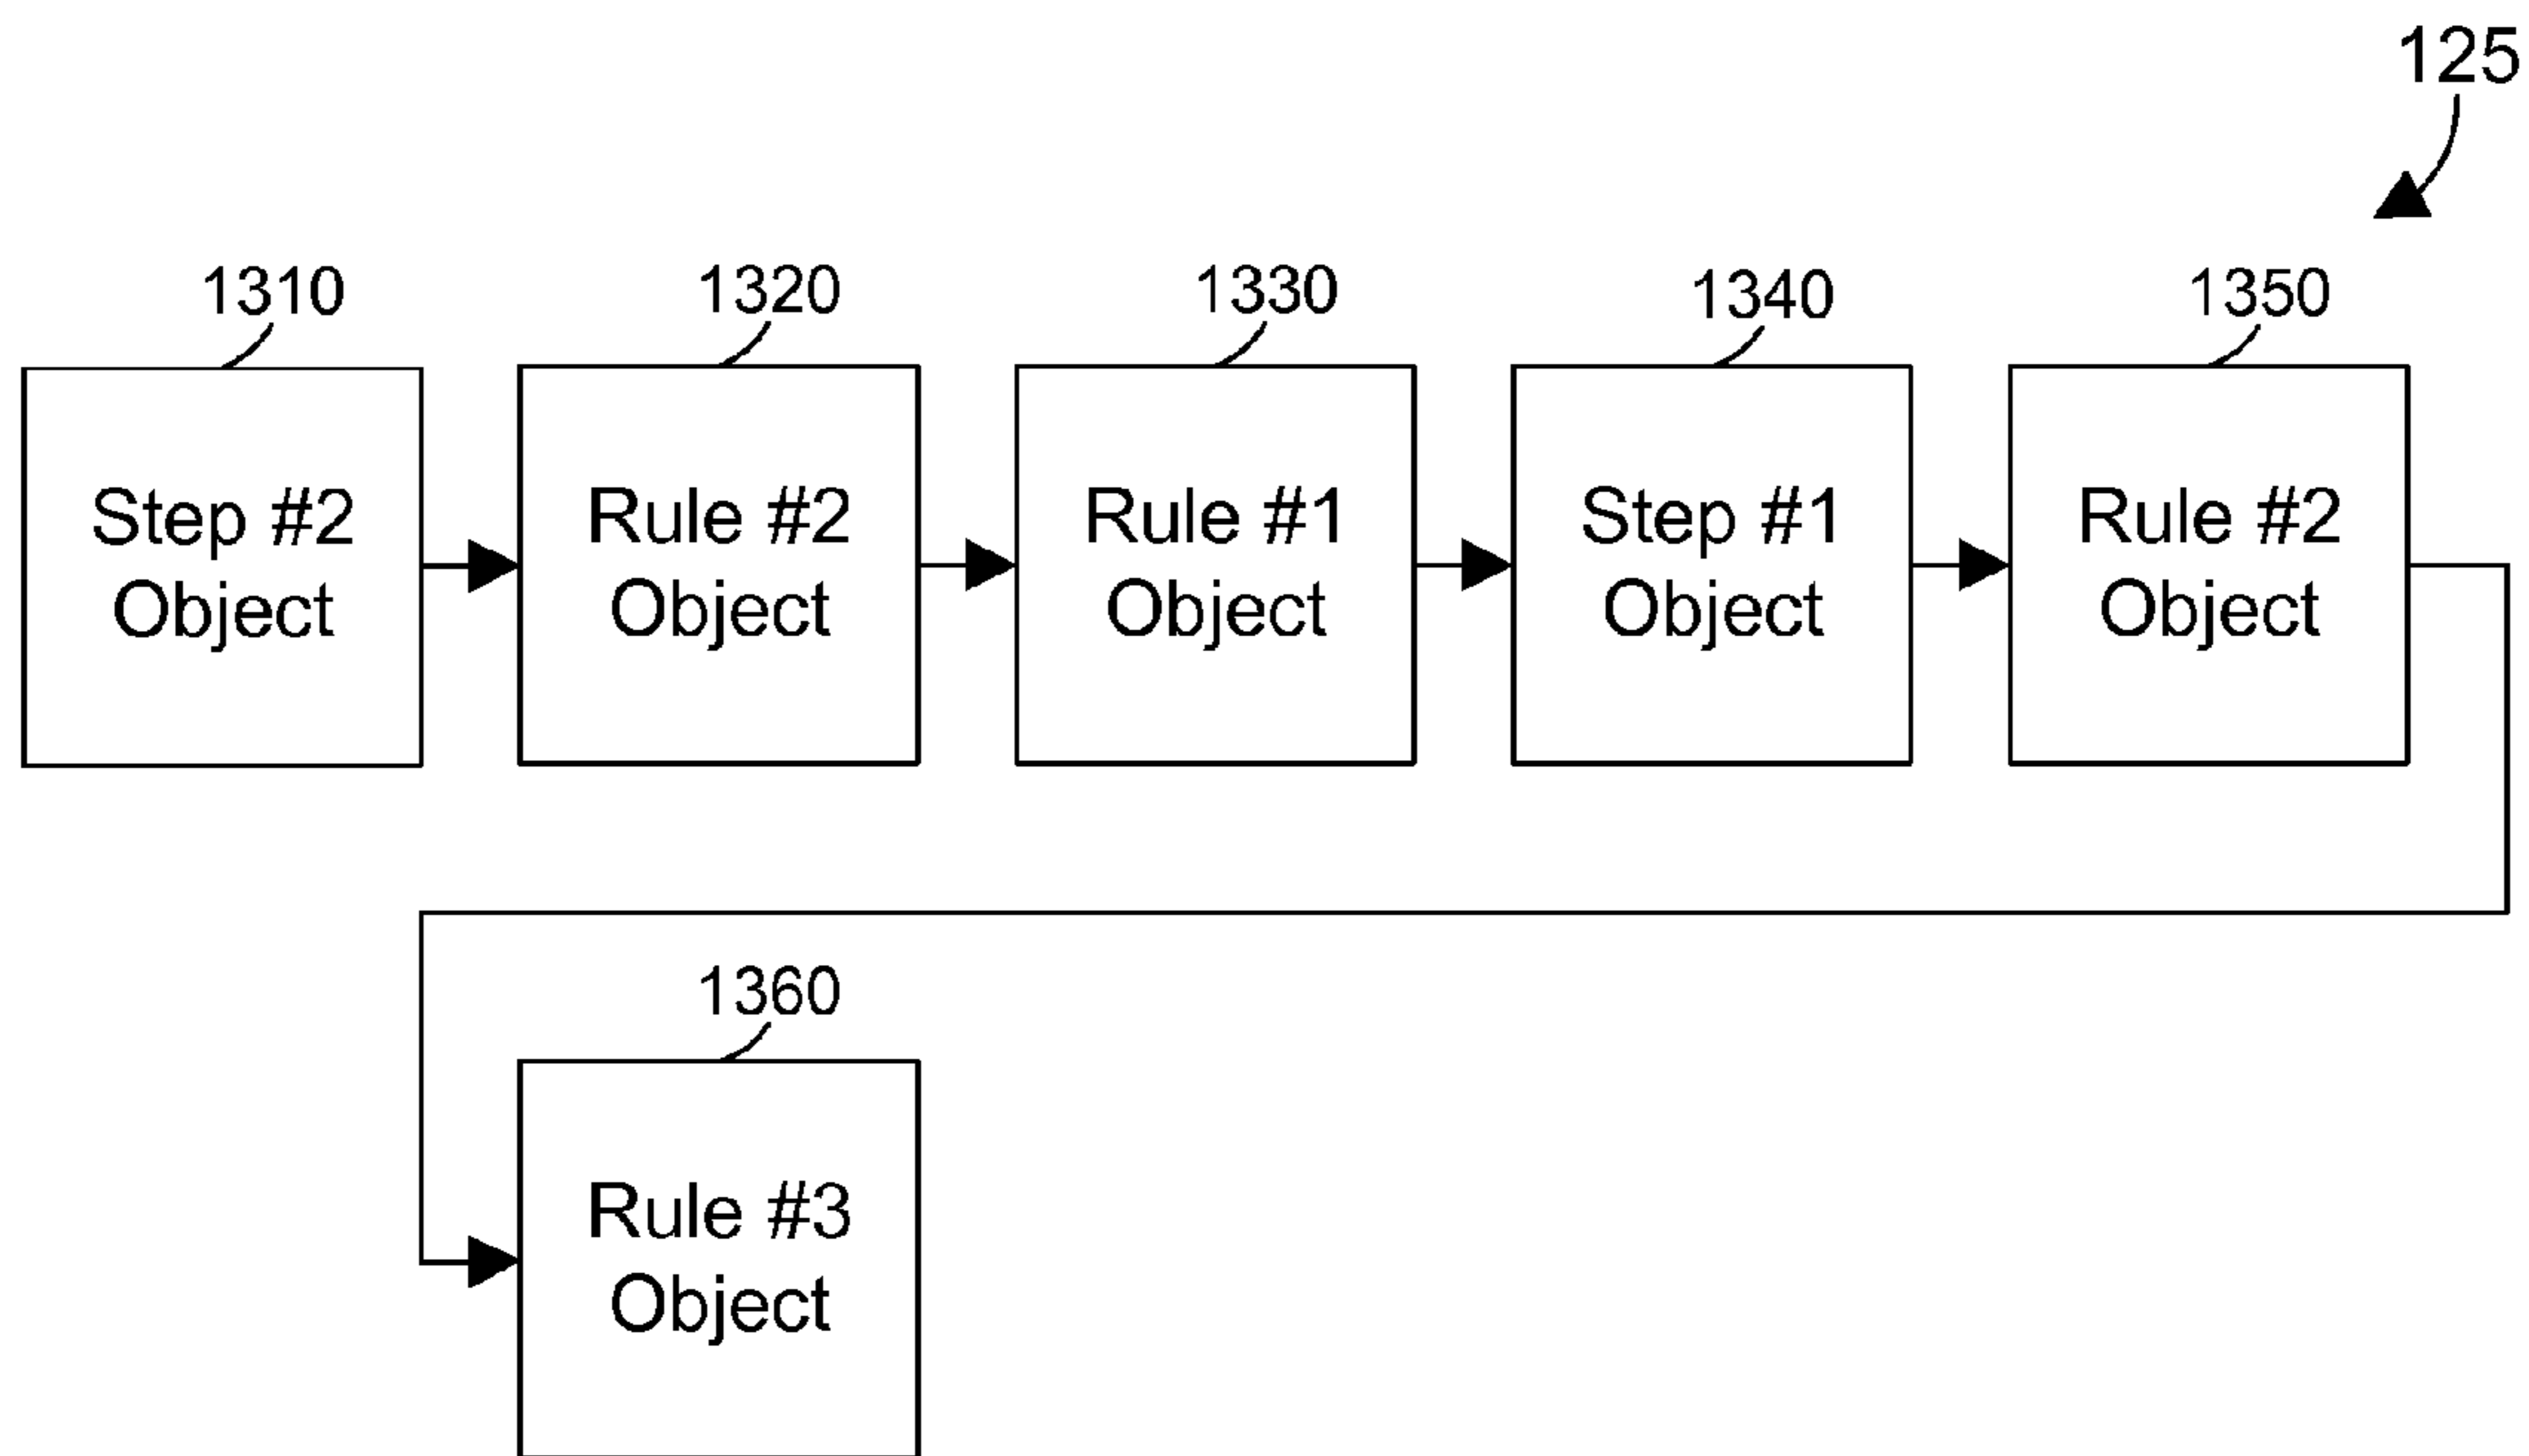 125
1310
1320
1330
1340
1350
Step #2
Object
Rule #2
Object
Rule #1
Object
Step #1
Object
Rule #2
Object
1360
Rule #3
Object